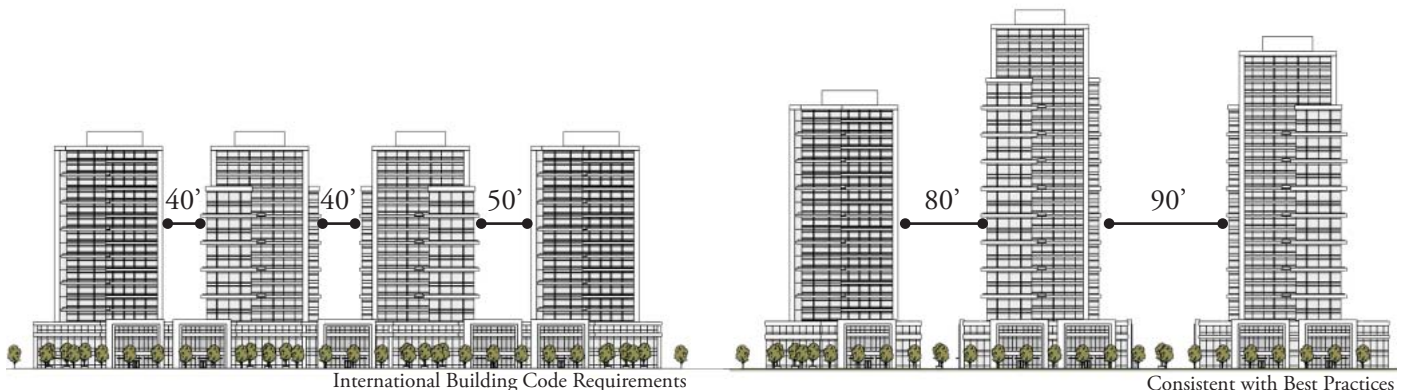 40’
40’
50’
80’
90’
International Building Code Requirements
Consistent with Best Practices